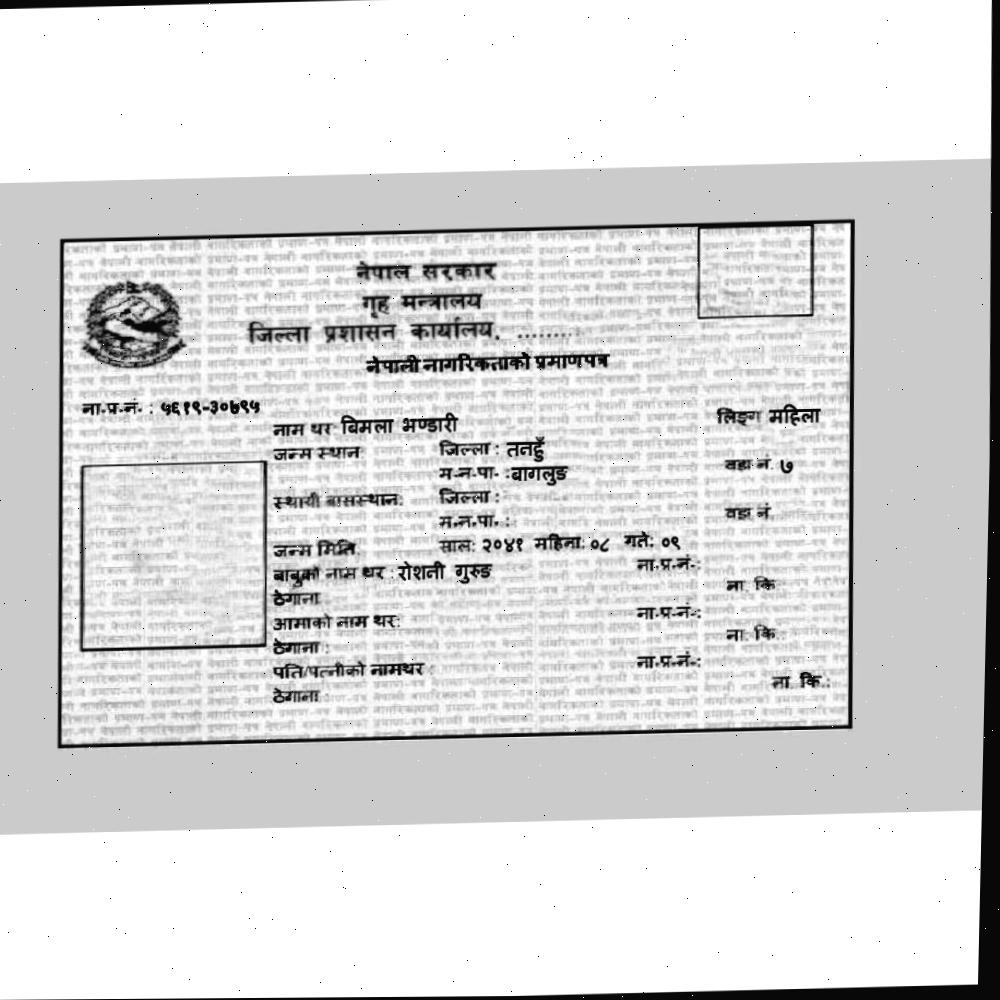 नेपाल सरकार
गृह मन्त्रालय
जिल्ला प्रशासन कार्यालय, .........
नेपाली नागरिकताको प्रमाणपत्र
ना.प्र.नं. : ५६१९-३०७९५
नाम थर: बिमला भण्डारी लिङ्ग महिला
जन्म स्थान जिल्ला : तनहुँ
म.न.पा. : बागलुङ वडा नं. ७
स्थायी बासस्थान: जिल्ला :
म.न.पा. : वडा नं.
जन्म मिति साल: २०४१ महिना: ०८ गते: ०९
बाबुको नाम थर : रोशनी गुरुङ ना.प्र.नं.:
ठेगाना ना. कि
आमाको नाम थर: ना.प्र.नं.:
ठेगाना : ना. कि :
पति/पत्नीको नामथर : ना.प्र.नं.:
ठेगाना : ना. कि.: